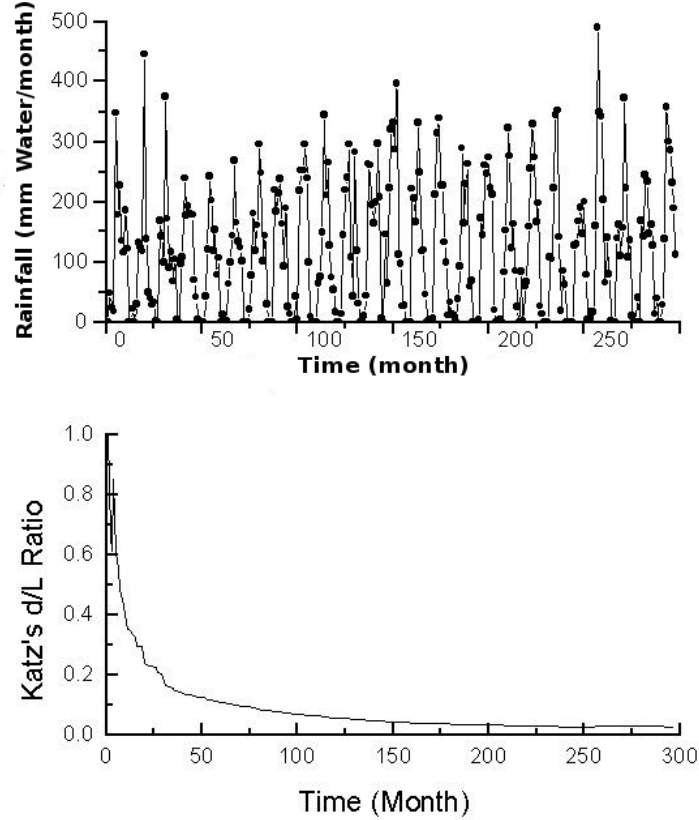 Rainfall (mm Water/month)
500
400
300
200
100
0
0 50 100 150 200 250
Time (month)
Katz's d/L Ratio
1.0
0.8
0.6
0.4
0.2
0.0
0 50 100 150 200 250 300
Time (Month)